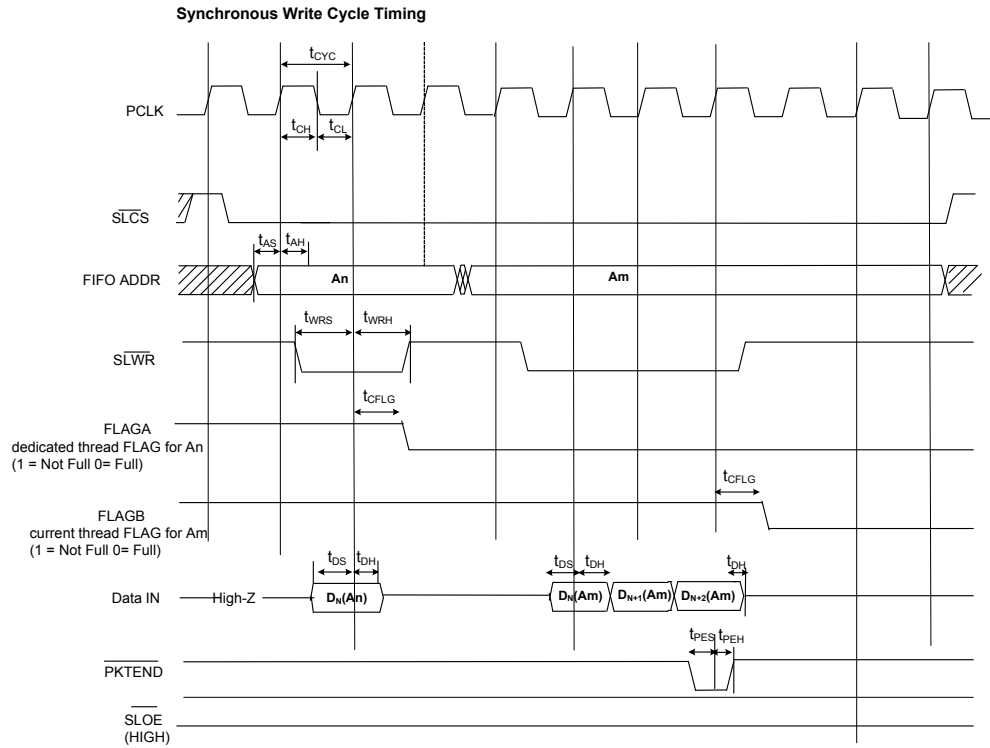 Synchronous Write Cycle Timing
tCYC
PCLK
tCH
tCL
SLCS
tAS
tAH
FIFO ADDR
An
Am
tWRS
tWRH
SLWR
tCFLG
FLAGA
dedicated thread FLAG for An
(1 = Not Full 0= Full)
tCFLG
FLAGB
current thread FLAG for Am
(1 = Not Full 0= Full)
tDS
tDH
tDS
tDH
tDH
Data IN
High-Z
DN(An)
DN(Am)
DN+1(Am)
DN+2(Am)
tPES
tPEH
PKTEND
SLOE
(HIGH)